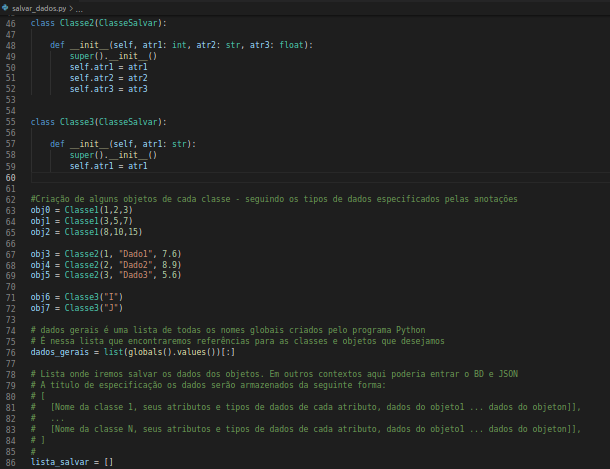 salvar_dados.py > ...
46 class Classe2(ClasseSalvar):
47
48 def __init__(self, atr1: int, atr2: str, atr3: float):
49 super().__init__()
50 self.atr1 = atr1
51 self.atr2 = atr2
52 self.atr3 = atr3
53
54
55 class Classe3(ClasseSalvar):
56
57 def __init__(self, atr1: str):
58 super().__init__()
59 self.atr1 = atr1
60
61
62 #Criação de alguns objetos de cada classe - seguindo os tipos de dados especificados pelas anotações
63 obj0 = Classe1(1,2,3)
64 obj1 = Classe1(3,5,7)
65 obj2 = Classe1(8,10,15)
66
67 obj3 = Classe2(1, "Dado1", 7.6)
68 obj4 = Classe2(2, "Dado2", 8.9)
69 obj5 = Classe2(3, "Dado3", 5.6)
70
71 obj6 = Classe3("I")
72 obj7 = Classe3("J")
73
74 # dados gerais é uma lista de todas os nomes globais criados pelo programa Python
75 # É nessa lista que encontraremos referências para as classes e objetos que desejamos
76 dados_gerais = list(globals().values())[:]
77
78 # Lista onde iremos salvar os dados dos objetos. Em outros contextos aqui poderia entrar o BD e JSON
79 # A título de especificação os dados serão armazenados da seguinte forma:
80 # [
81 # [Nome da classe 1, seus atributos e tipos de dados de cada atributo, dados do objeto1 ... dados do objeton]],
82 # ...
83 # [Nome da classe N, seus atributos e tipos de dados de cada atributo, dados do objeto1 ... dados do objeton]],
84 # ]
85 #
86 lista_salvar = []